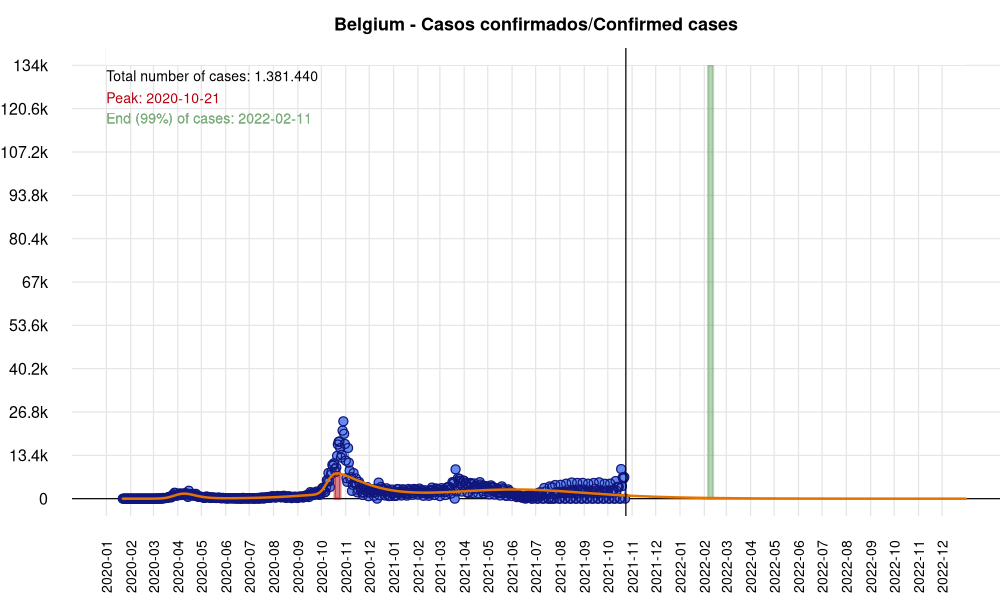 Belgium - Casos confirmados/Confirmed cases
Total number of cases: 1.381.440
Peak: 2020-10-21
End (99%) of cases: 2022-02-11
134k
120.6k
107.2k
93.8k
80.4k
67k
53.6k
40.2k
26.8k
13.4k
0
2020-01
2020-02
2020-03
2020-04
2020-05
2020-06
2020-07
2020-08
2020-09
2020-10
2020-11
2020-12
2021-01
2021-02
2021-03
2021-04
2021-05
2021-06
2021-07
2021-08
2021-09
2021-10
2021-11
2021-12
2022-01
2022-02
2022-03
2022-04
2022-05
2022-06
2022-07
2022-08
2022-09
2022-10
2022-11
2022-12